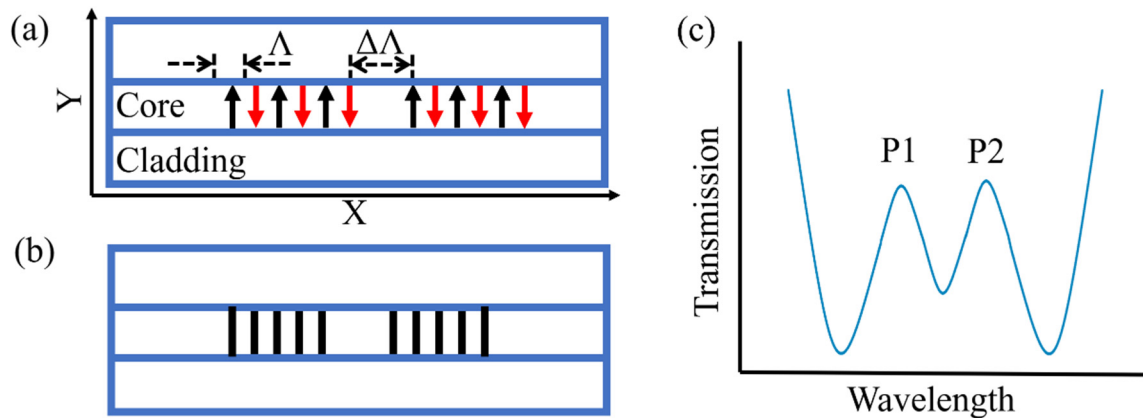 (a)
Λ
ΔΛ
Y
Core
Cladding
X
(b)
(c)
P1
P2
Transmission
Wavelength